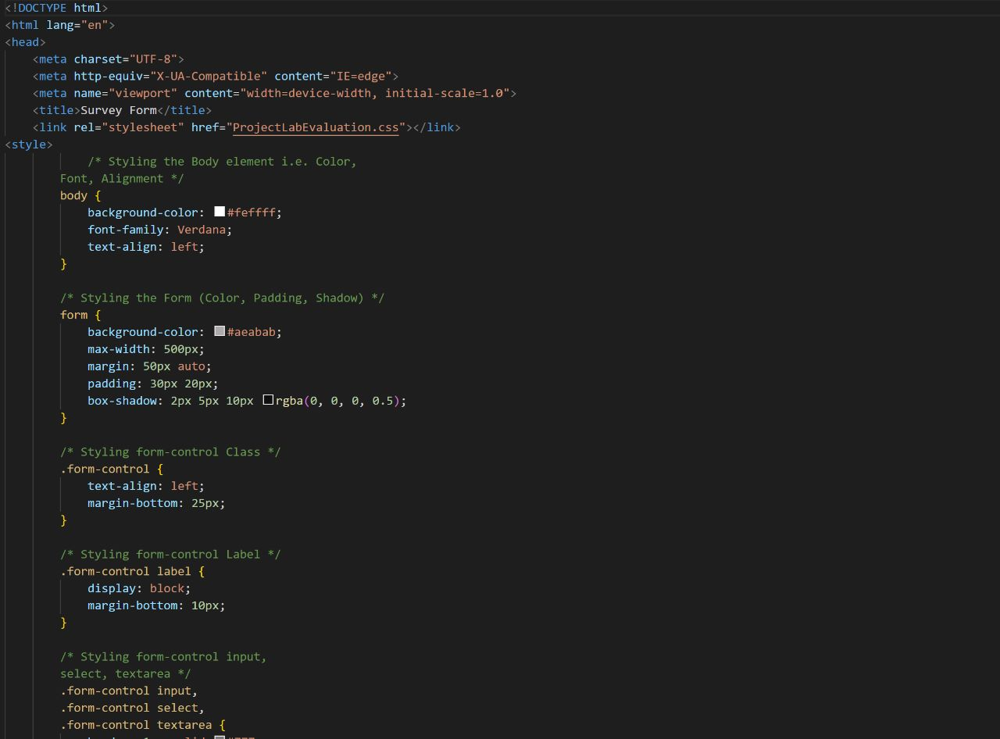 <!DOCTYPE html>
<html lang="en">
<head>
    <meta charset="UTF-8">
    <meta http-equiv="X-UA-Compatible" content="IE=edge">
    <meta name="viewport" content="width=device-width, initial-scale=1.0">
    <title>Survey Form</title>
    <link rel="stylesheet" href="ProjectLabEvaluation.css"></link>
<style>
            /* Styling the Body element i.e. Color,
        Font, Alignment */
        body {
            background-color: #feffff;
            font-family: Verdana;
            text-align: left;
        }

        /* Styling the Form (Color, Padding, Shadow) */
        form {
            background-color: #aeabab;
            max-width: 500px;
            margin: 50px auto;
            padding: 30px 20px;
            box-shadow: 2px 5px 10px rgba(0, 0, 0, 0.5);
        }

        /* Styling form-control Class */
        .form-control {
            text-align: left;
            margin-bottom: 25px;
        }

        /* Styling form-control Label */
        .form-control label {
            display: block;
            margin-bottom: 10px;
        }

        /* Styling form-control input,
        select, textarea */
        .form-control input,
        .form-control select,
        .form-control textarea {